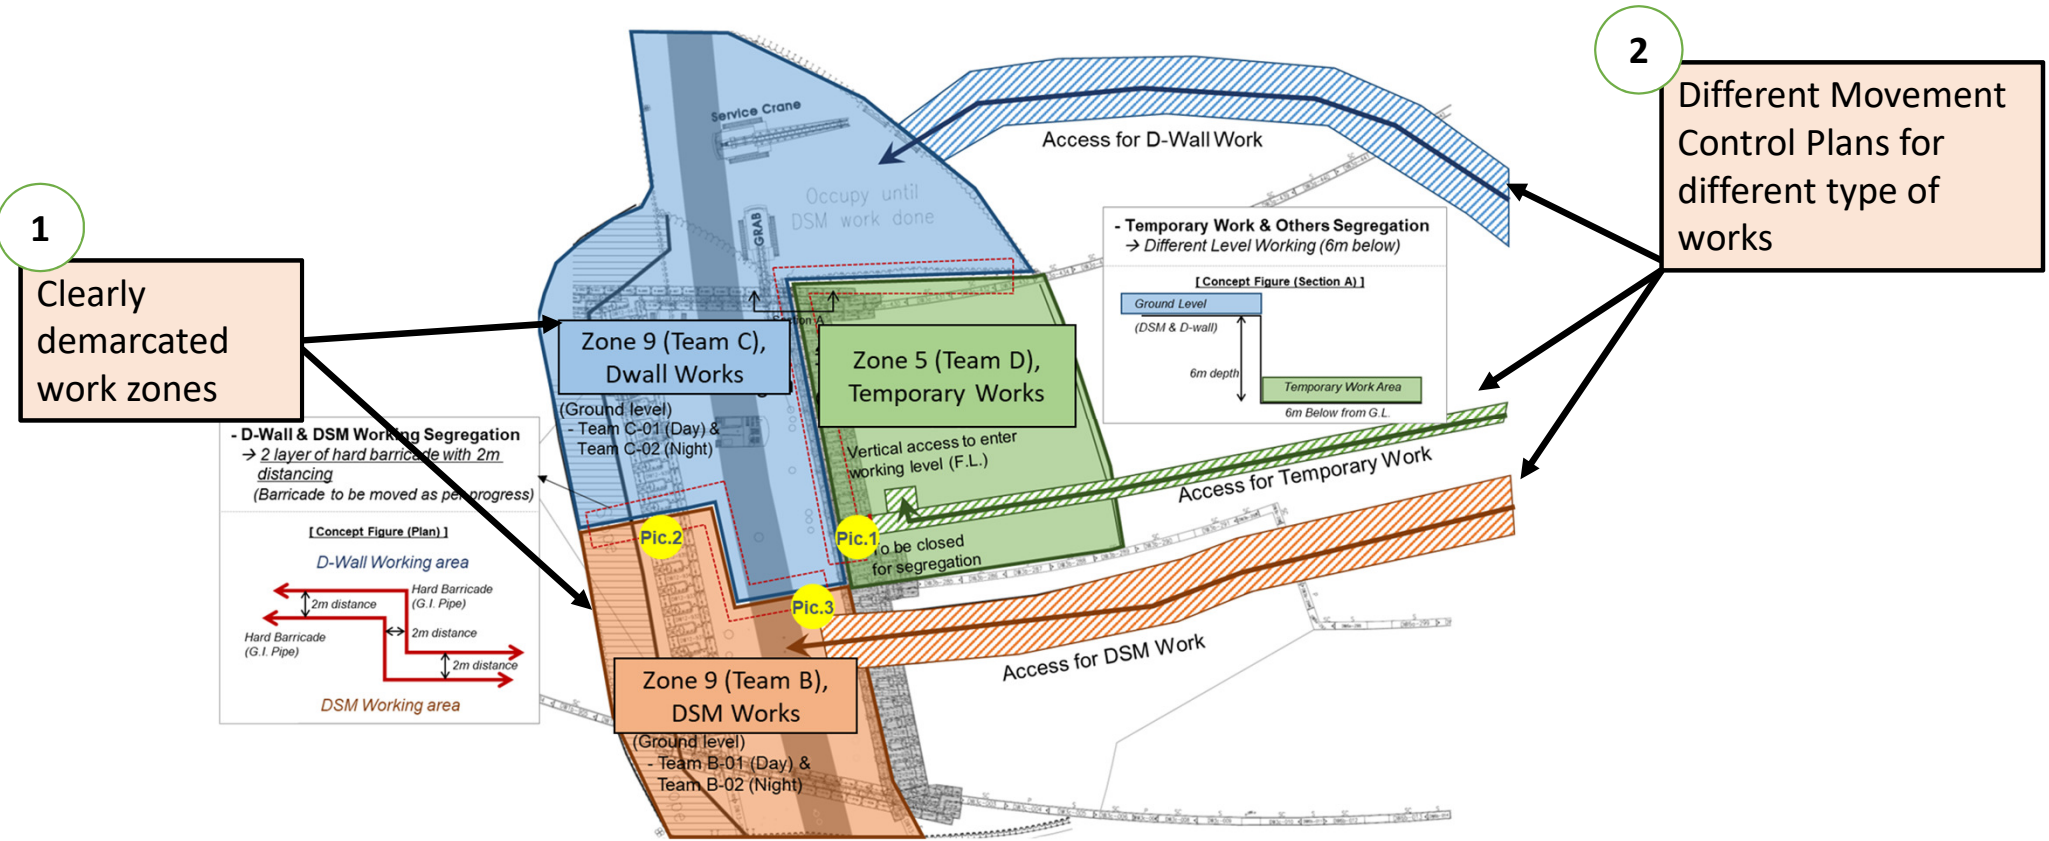 1
Clearly
demarcated
work zones
2
Different Movement
Control Plans for
different type of
works
Service Crane
Occupy until
DSM work done
GRAB
Access for D-Wall Work
- Temporary Work & Others Segregation
→ Different Level Working (6m below)
[ Concept Figure (Section A) ]
Ground Level
(DSM & D-wall)
6m depth
Temporary Work Area
6m Below from G.L.
Zone 9 (Team C),
Dwall Works
(Ground level)
- Team C-01 (Day) &
Team C-02 (Night)
Zone 5 (Team D),
Temporary Works
Vertical access to enter
working level (F.L.)
Access for Temporary Work
To be closed
for segregation
Pic.1
Pic.2
Pic.3
- D-Wall & DSM Working Segregation
→ 2 layer of hard barricade with 2m
distancing
(Barricade to be moved as per progress)
[ Concept Figure (Plan) ]
D-Wall Working area
Hard Barricade
(G.I. Pipe)
2m distance
2m distance
Hard Barricade
(G.I. Pipe)
2m distance
DSM Working area
Access for DSM Work
Zone 9 (Team B),
DSM Works
(Ground level)
- Team B-01 (Day) &
Team B-02 (Night)